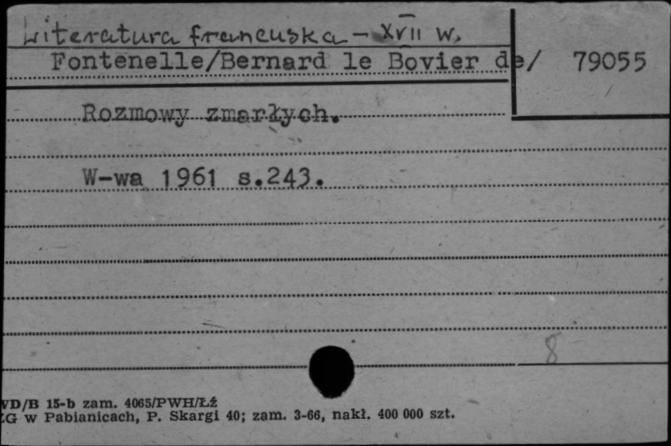 Literatura francuska - XVII w.
Fontenelle/Bernard le Bovier de/ 79055
Rozmowy zmarłych.
W-wa 1961 s.243.
8
VD/B 15-b zam. 4065/PWH/Łź
ZG w Pabianicach, P. Skargi 40; zam. 3-66, nakł. 400 000 szt.